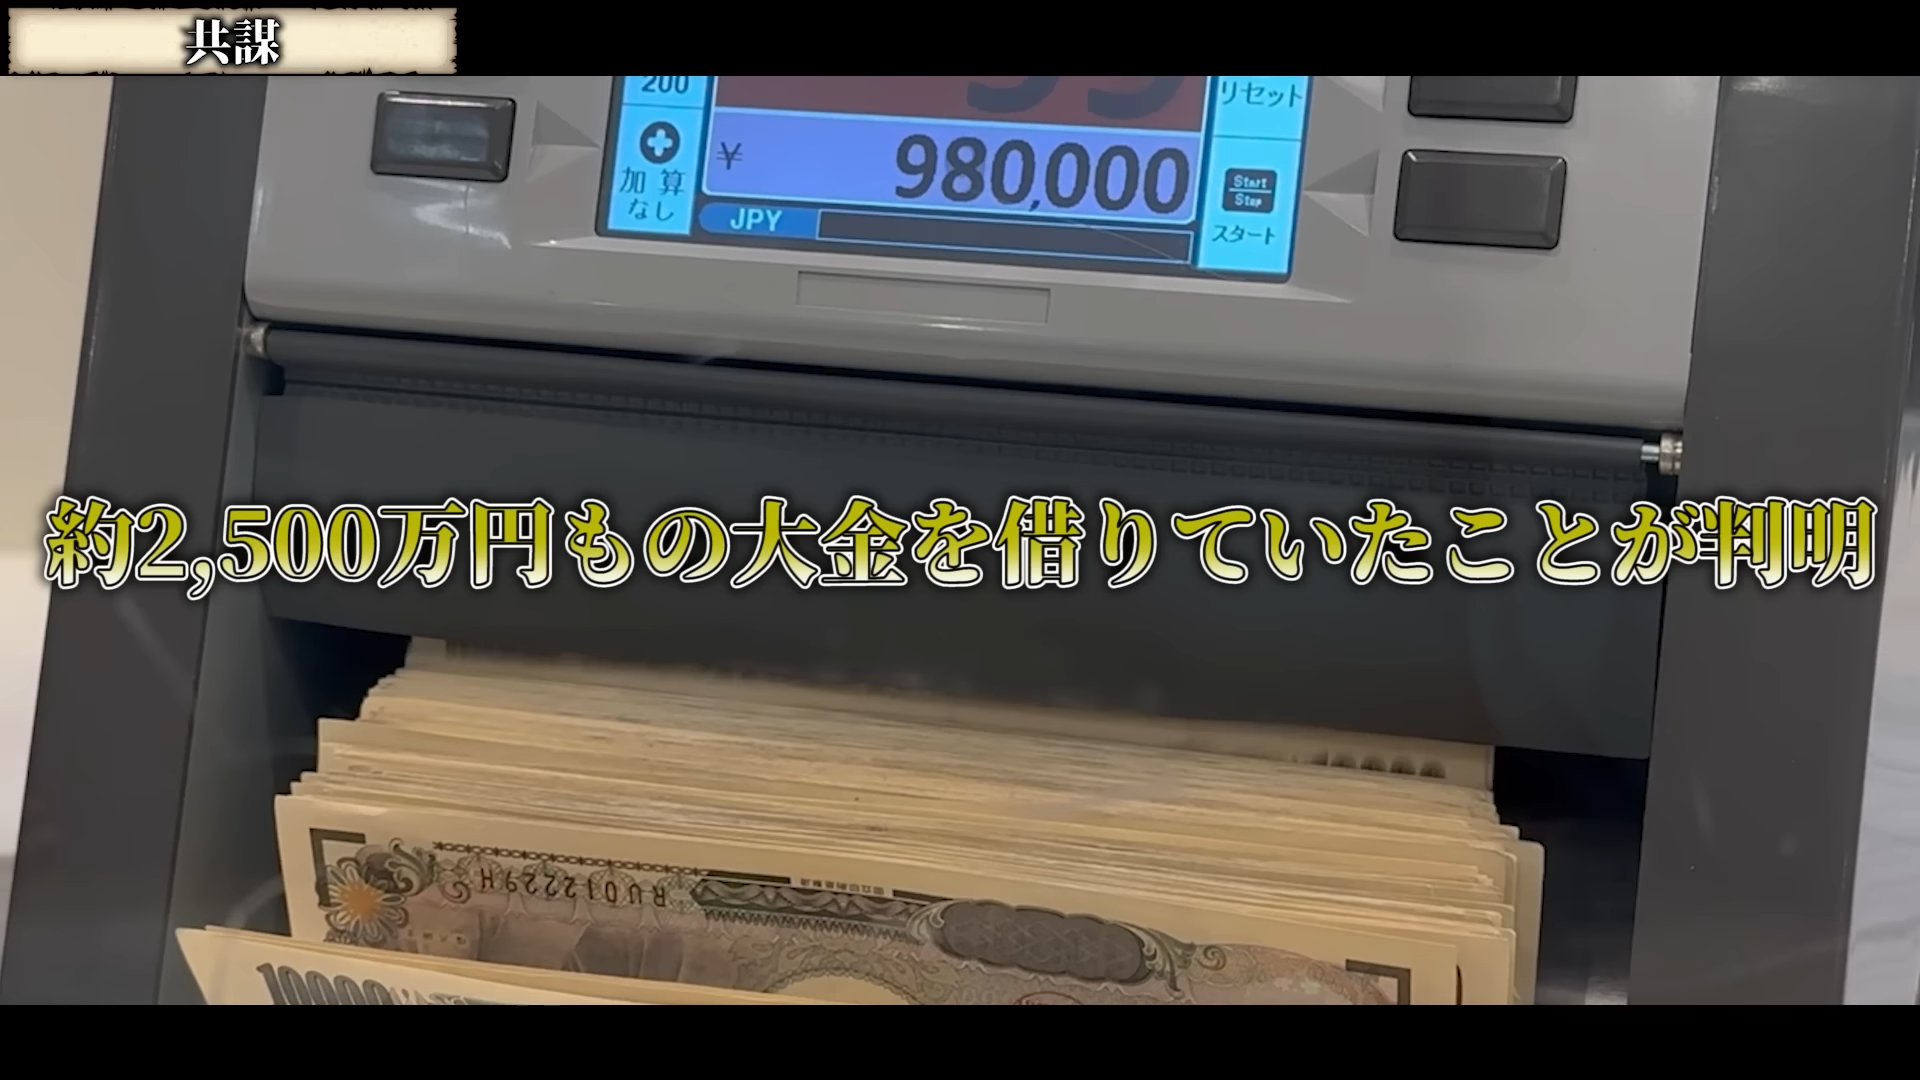 共謀
200
リセット
¥ 980,000
加算
なし
JPY
Start
Stop
スタート
約2,500万円もの大金を借りていたことが判明
RU012229H
10000